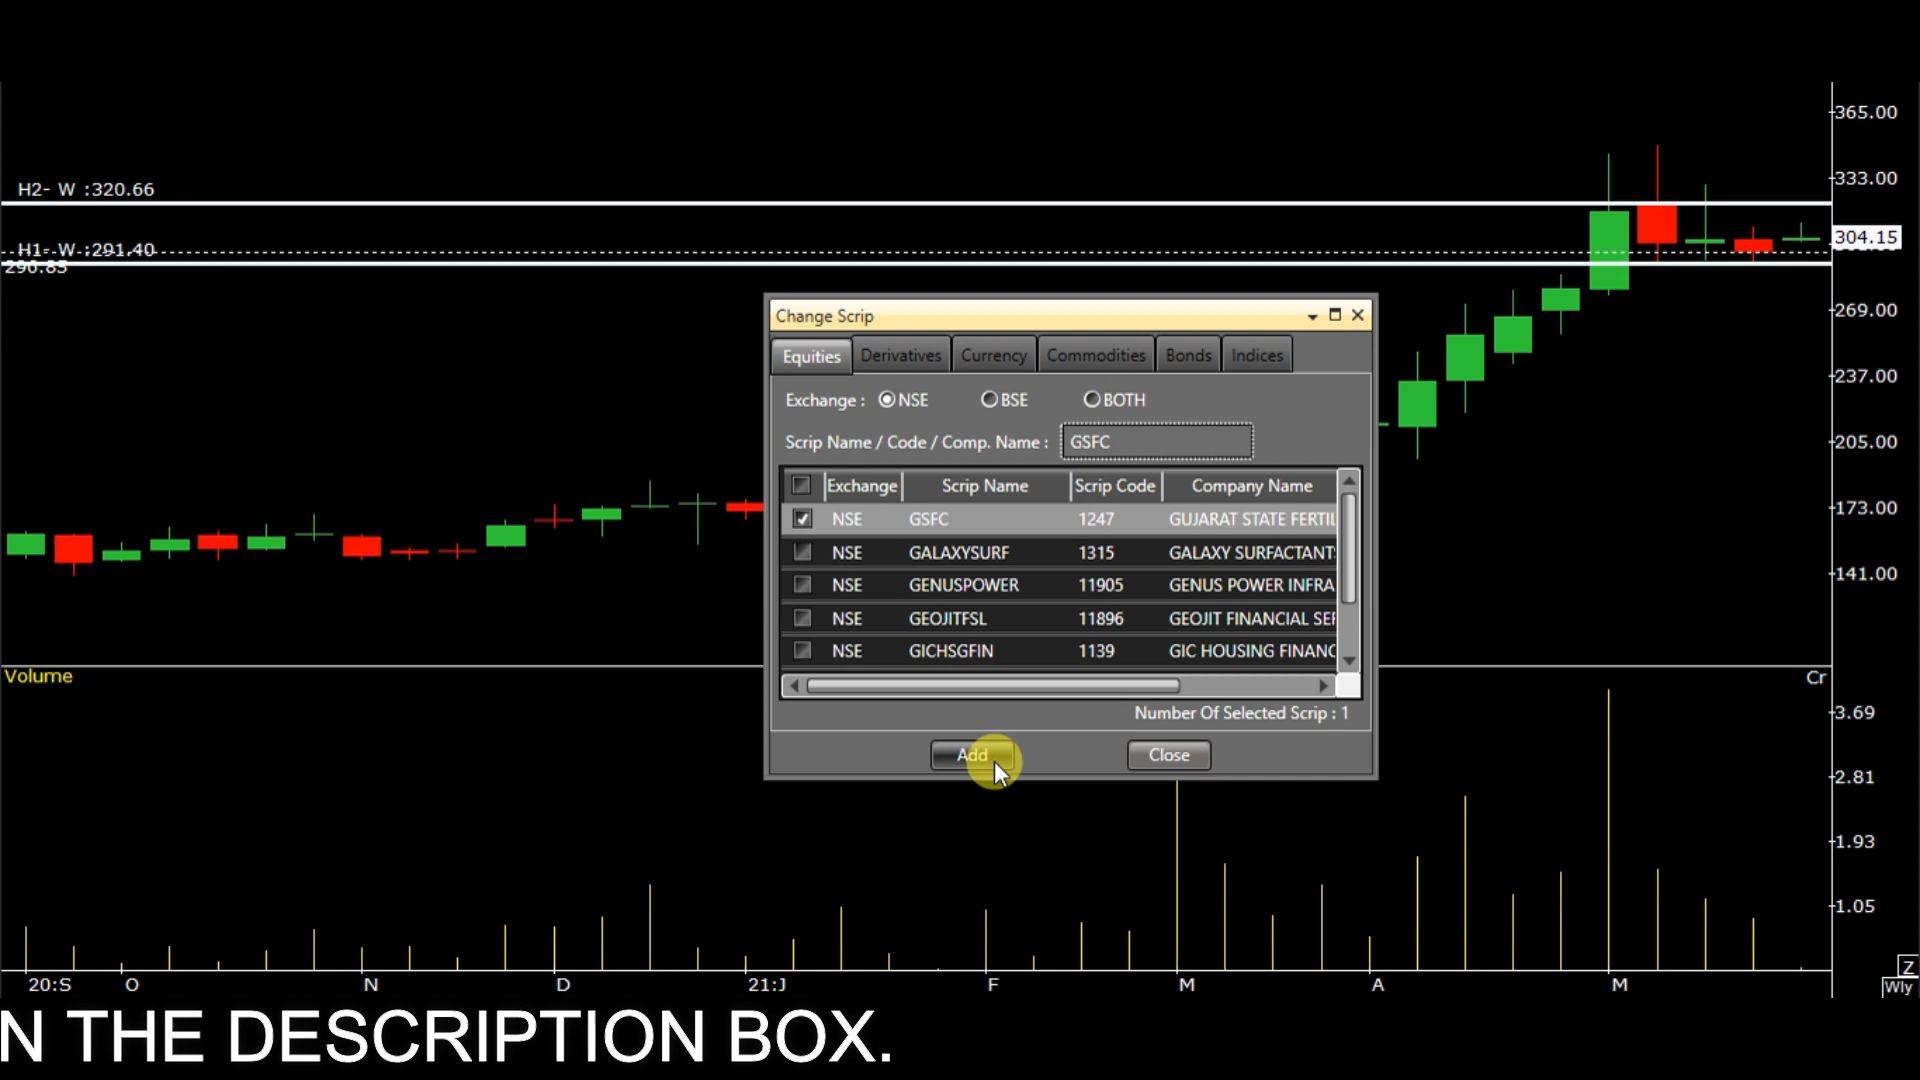 365.00
H2- W :320.66
333.00
304.15
H1- W :291.40
296.85
269.00
237.00
205.00
173.00
141.00
Change Scrip
Equities Derivatives Currency Commodities Bonds Indices
Exchange : NSE BSE BOTH
Scrip Name / Code / Comp. Name : GSFC
Exchange Scrip Name Scrip Code Company Name
NSE GSFC 1247 GUJARAT STATE FERTIL
NSE GALAXYSURF 1315 GALAXY SURFACTANT
NSE GENUSPOWER 11905 GENUS POWER INFRA
NSE GEOJITFSL 11896 GEOJIT FINANCIAL SE
NSE GICHSGFIN 1139 GIC HOUSING FINANC
Number Of Selected Scrip : 1
Add Close
Volume
Cr
3.69
2.81
1.93
1.05
20:S O N D 21:J F M A M
Z
Wly
N THE DESCRIPTION BOX.